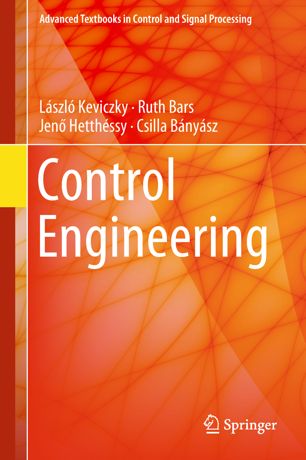 Advanced Textbooks in Control and Signal Processing
László Keviczky · Ruth Bars
Jenő Hetthéssy · Csilla Bányász
Control
Engineering
Springer